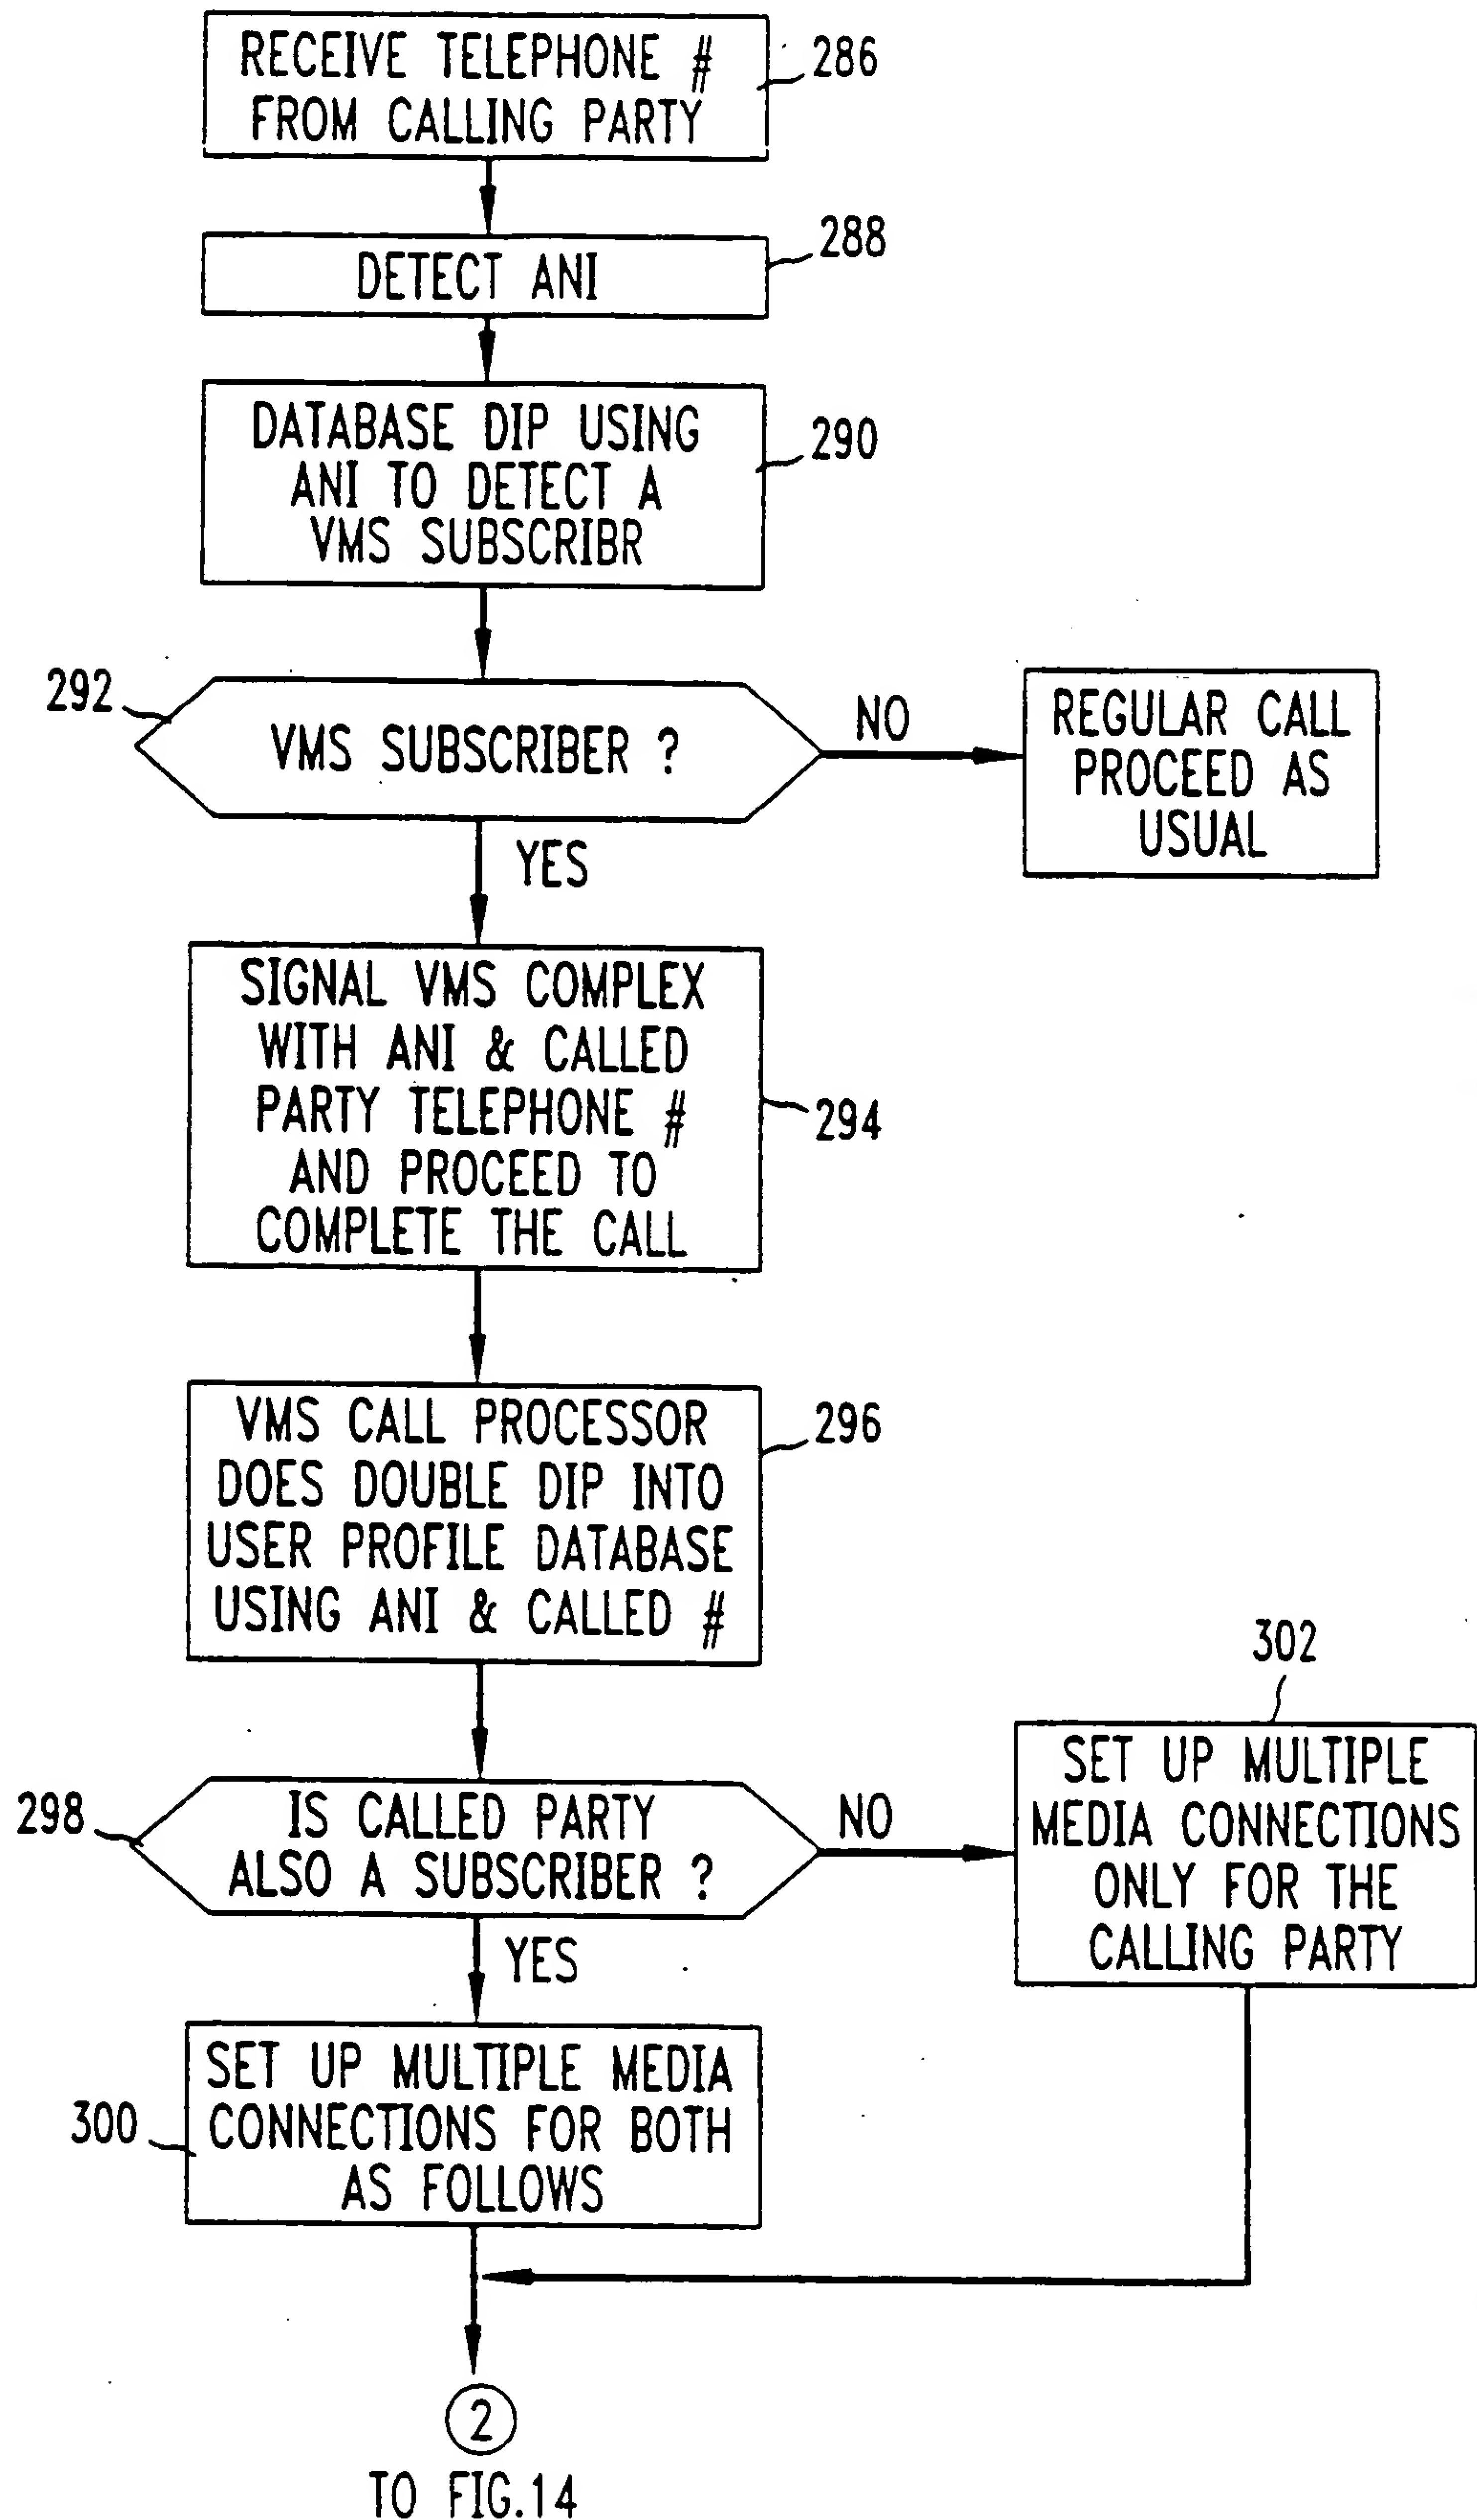 RECEIVE TELEPHONE #
FROM CALLING PARTY
286
DETECT ANI
288
DATABASE DIP USING
ANI TO DETECT A
VMS SUBSCRIBR
290
292
VMS SUBSCRIBER ?
NO
REGULAR CALL
PROCEED AS
USUAL
YES
SIGNAL VMS COMPLEX
WITH ANI & CALLED
PARTY TELEPHONE #
AND PROCEED TO
COMPLETE THE CALL
294
VMS CALL PROCESSOR
DOES DOUBLE DIP INTO
USER PROFILE DATABASE
USING ANI & CALLED #
296
298
IS CALLED PARTY
ALSO A SUBSCRIBER ?
NO
302
SET UP MULTIPLE
MEDIA CONNECTIONS
ONLY FOR THE
CALLING PARTY
YES
300
SET UP MULTIPLE MEDIA
CONNECTIONS FOR BOTH
AS FOLLOWS
2
TO FIG.14